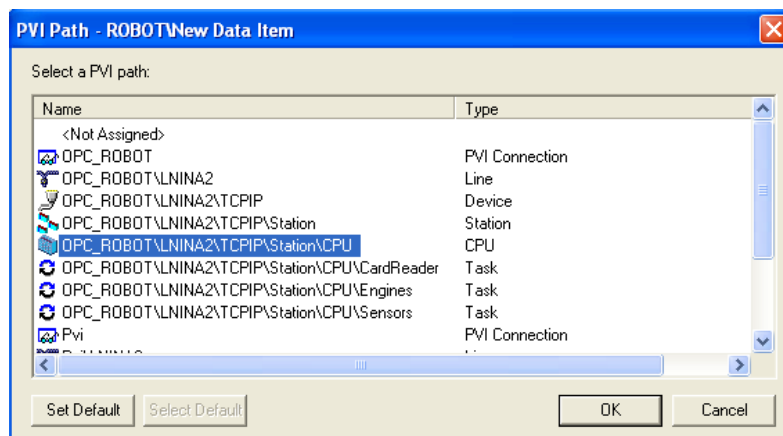 PVI Path - ROBOT\New Data Item
Select a PVI path:
Name Type
<Not Assigned>
OPC_ROBOT PVI Connection
OPC_ROBOT\LNINA2 Line
OPC_ROBOT\LNINA2\TCPIP Device
OPC_ROBOT\LNINA2\TCPIP\Station Station
OPC_ROBOT\LNINA2\TCPIP\Station\CPU CPU
OPC_ROBOT\LNINA2\TCPIP\Station\CPU\CardReader Task
OPC_ROBOT\LNINA2\TCPIP\Station\CPU\Engines Task
OPC_ROBOT\LNINA2\TCPIP\Station\CPU\Sensors Task
Pvi PVI Connection
Set Default Select Default OK Cancel